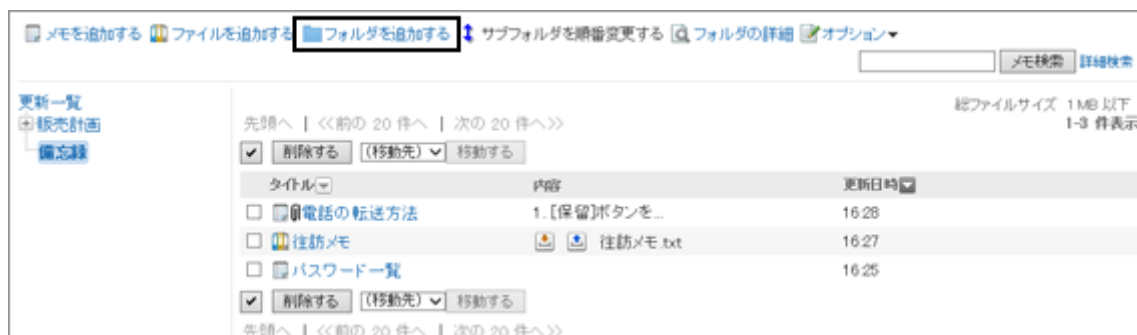 メモを追加する ファイルを追加する フォルダを追加する サブフォルダを順番変更する フォルダの詳細 オプション▼
メモ検索 詳細検索
更新一覧
販売計画
備忘録
総ファイルサイズ 1 MB 以下
1-3 件表示
先頭へ | <<前の 20 件へ | 次の 20 件へ>>
削除する (移動先) 移動する
タイトル 内容 更新日時
電話の転送方法 1. [保留]ボタンを... 16:28
往訪メモ 往訪メモ.txt 16:27
パスワード一覧 16:25
削除する (移動先) 移動する
先頭へ | <<前の 20 件へ | 次の 20 件へ>>